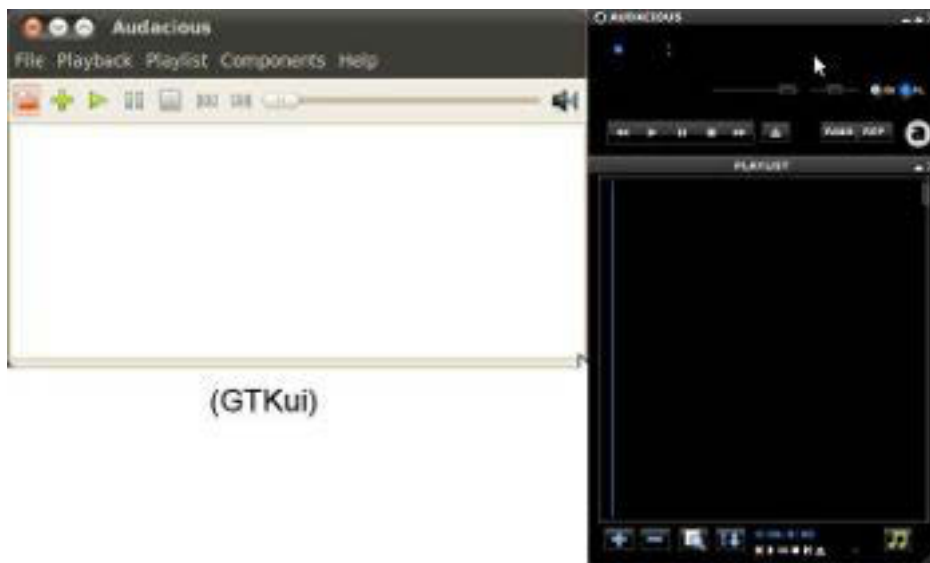 Audacious
File Playback Playlist Components Help
(GTKui)
AUDACIOUS
PLAYLIST